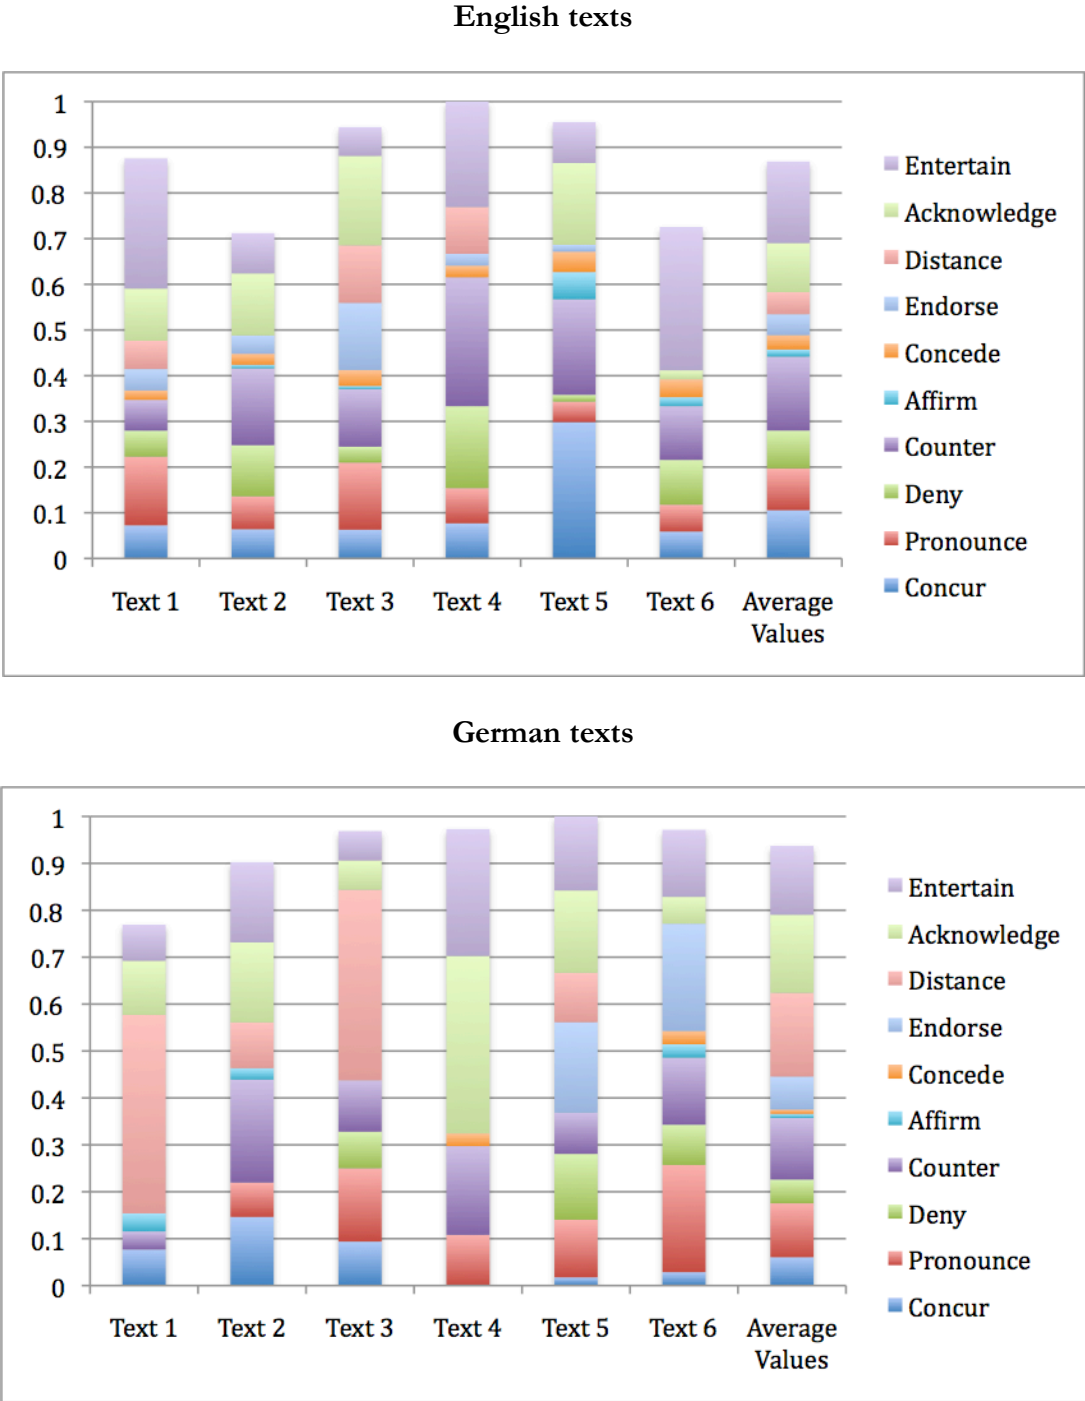 English texts
1
0.9
0.8
0.7
0.6
0.5
0.4
0.3
0.2
0.1
0
Text 1 Text 2 Text 3 Text 4 Text 5 Text 6 Average
Values
Entertain
Acknowledge
Distance
Endorse
Concede
Affirm
Counter
Deny
Pronounce
Concur
German texts
1
0.9
0.8
0.7
0.6
0.5
0.4
0.3
0.2
0.1
0
Text 1 Text 2 Text 3 Text 4 Text 5 Text 6 Average
Values
Entertain
Acknowledge
Distance
Endorse
Concede
Affirm
Counter
Deny
Pronounce
Concur